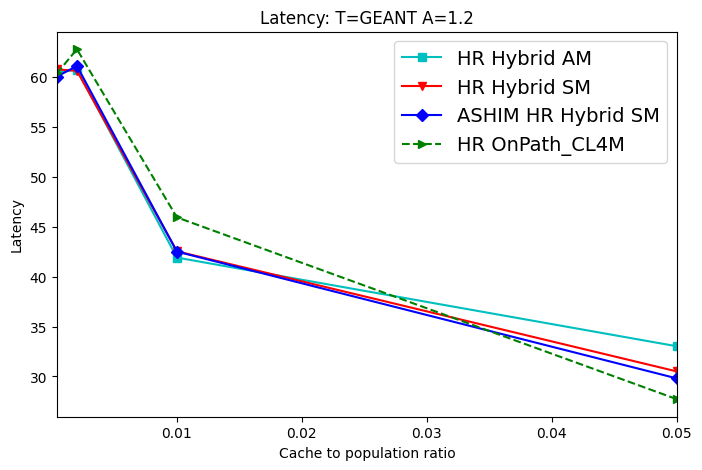 Latency: T=GEANT A=1.2
HR Hybrid AM
HR Hybrid SM
ASHIM HR Hybrid SM
HR OnPath_CL4M
Latency
60
55
50
45
40
35
30
0.01 0.02 0.03 0.04 0.05
Cache to population ratio